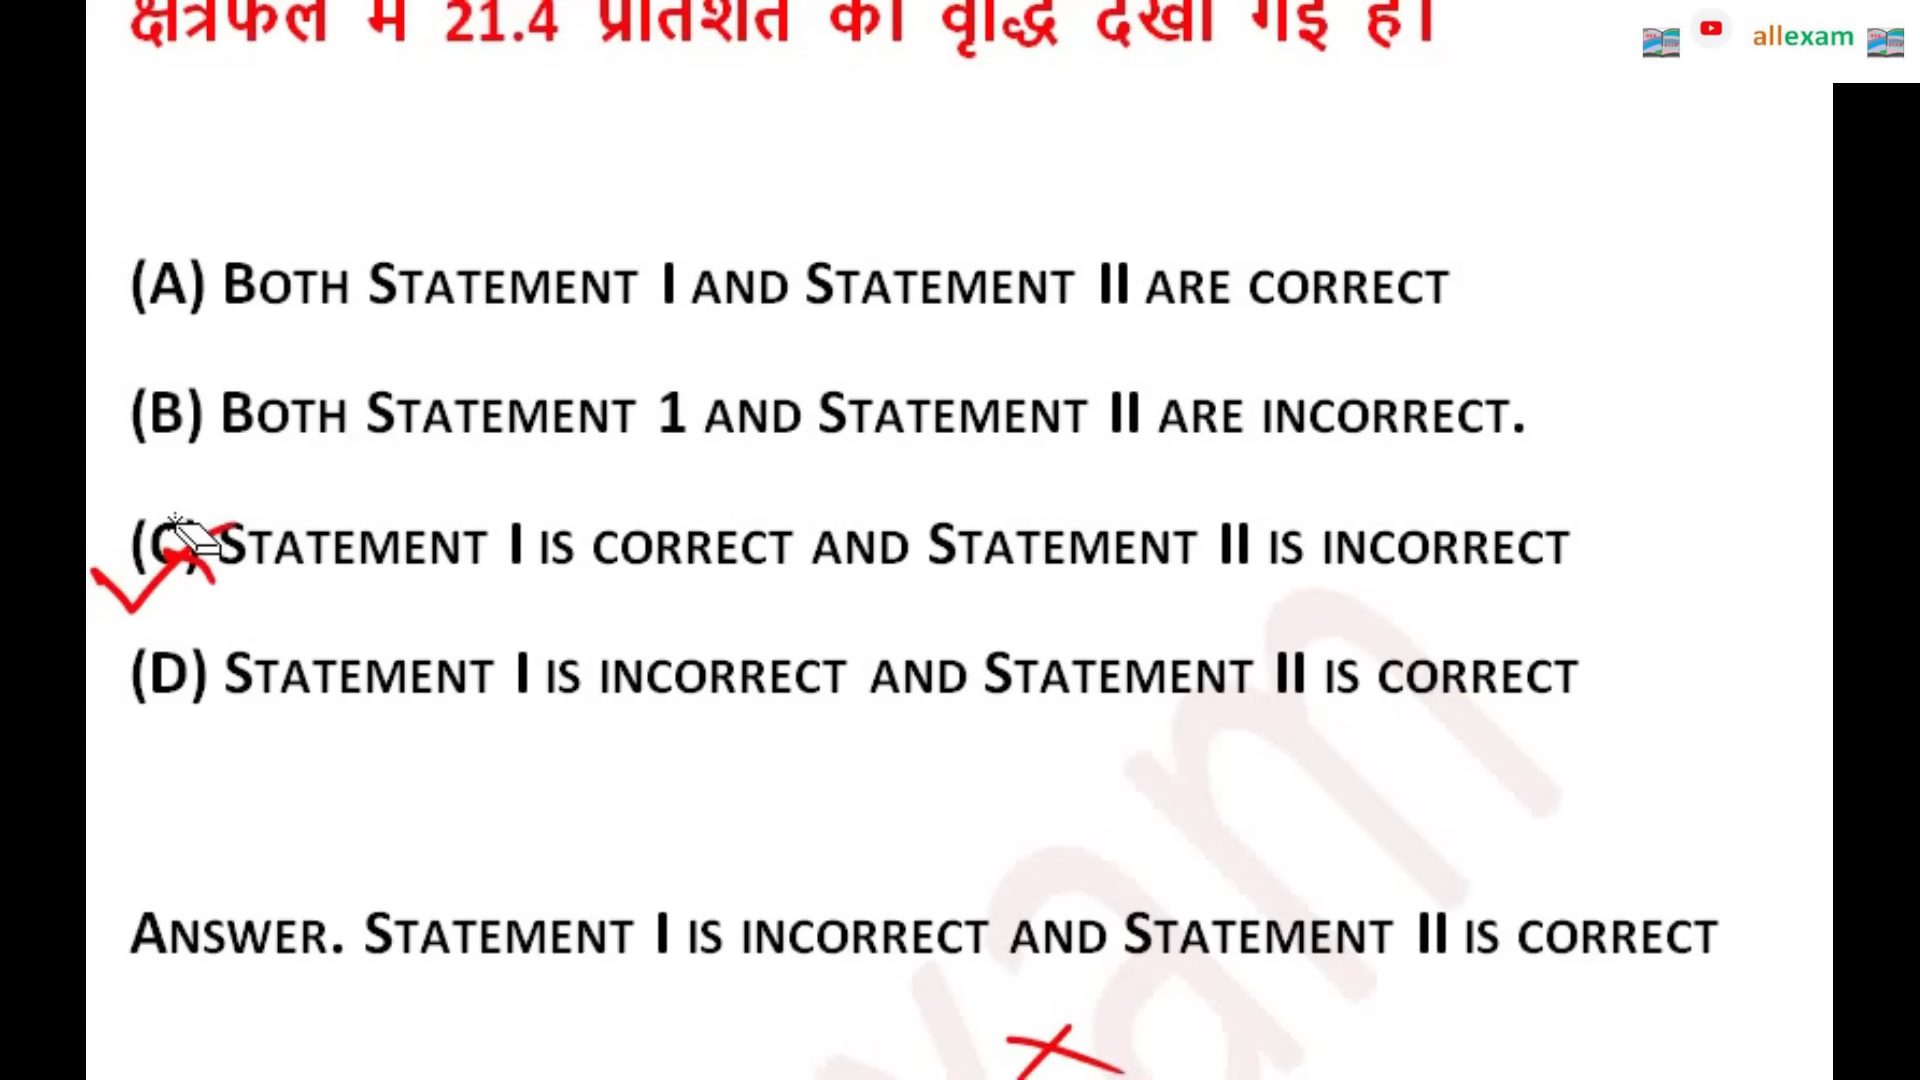 क्षेत्रफल में 21.4 प्रतिशत की वृद्धि देखी गई है।
allexam
(A) BOTH STATEMENT I AND STATEMENT II ARE CORRECT
(B) BOTH STATEMENT 1 AND STATEMENT II ARE INCORRECT.
(C) STATEMENT I IS CORRECT AND STATEMENT II IS INCORRECT
(D) STATEMENT I IS INCORRECT AND STATEMENT II IS CORRECT
ANSWER. STATEMENT I IS INCORRECT AND STATEMENT II IS CORRECT